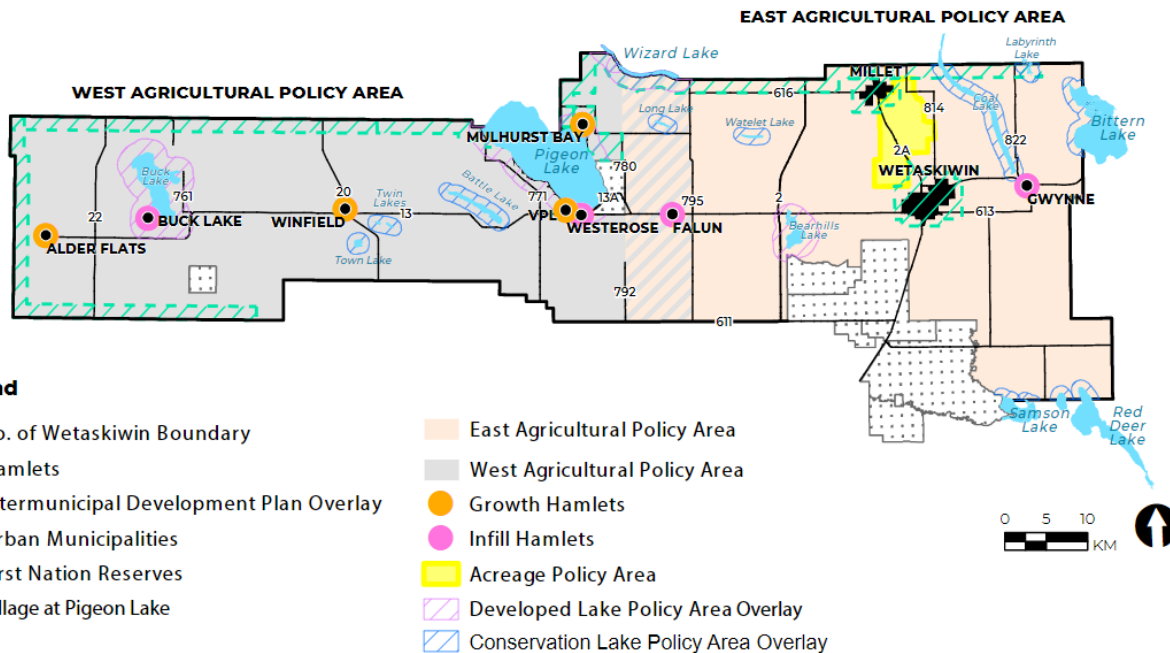 EAST AGRICULTURAL POLICY AREA
WEST AGRICULTURAL POLICY AREA
Wizard Lake
Labyrinth
Lake
MILLET
616
814
Coal
Lake
Long Lake
Watelet Lake
Bittern
Lake
MULHURST BAY
Pigeon
Lake
822
2A
780
WETASKIWIN
Buck
Lake
761
20
Twin
Lakes
Battle Lake
771
13A
795
2
GWYNNE
22
BUCK LAKE
WINFIELD
13
VPL
WESTEROSE
FALUN
613
Bearhills
Lake
ALDER FLATS
Town Lake
792
611
Samson
Lake
Red
Deer
Lake
nd
o. of Wetaskiwin Boundary
amlets
termunicipal Development Plan Overlay
rban Municipalities
rst Nation Reserves
llage at Pigeon Lake
East Agricultural Policy Area
West Agricultural Policy Area
Growth Hamlets
Infill Hamlets
Acreage Policy Area
Developed Lake Policy Area Overlay
Conservation Lake Policy Area Overlay
0 5 10
KM